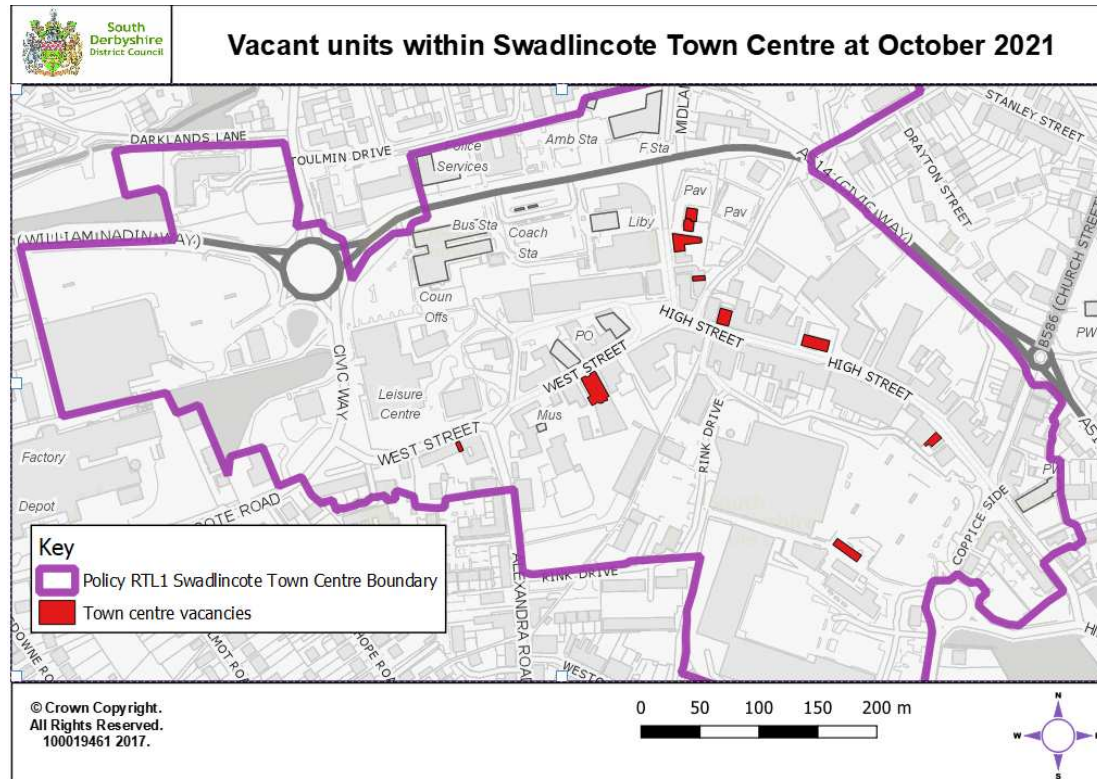 South
Derbyshire
District Council
Vacant units within Swadlincote Town Centre at October 2021
DARKLANDS LANE
TOULMIN DRIVE
Police
Services
Amb Sta
F Sta
STANLEY STREET
DRAYTON STREET
(WILLIAM NADIN WAY)
Bus Sta
Coach
Sta
Liby
Pav
Pav
(CIVIC WAY)
B586 (CHURCH STREET)
PW
Coun
Offs
PO
HIGH STREET
HIGH STREET
CIVIC WAY
WEST STREET
Leisure
Centre
Mus
WEST STREET
RINK DRIVE
Factory
Depot
COPPICE SIDE
RINK DRIVE
ALEXANDRA ROAD
Key
Policy RTL1 Swadlincote Town Centre Boundary
Town centre vacancies
© Crown Copyright.
All Rights Reserved.
100019461 2017.
0 50 100 150 200 m
N
W
S